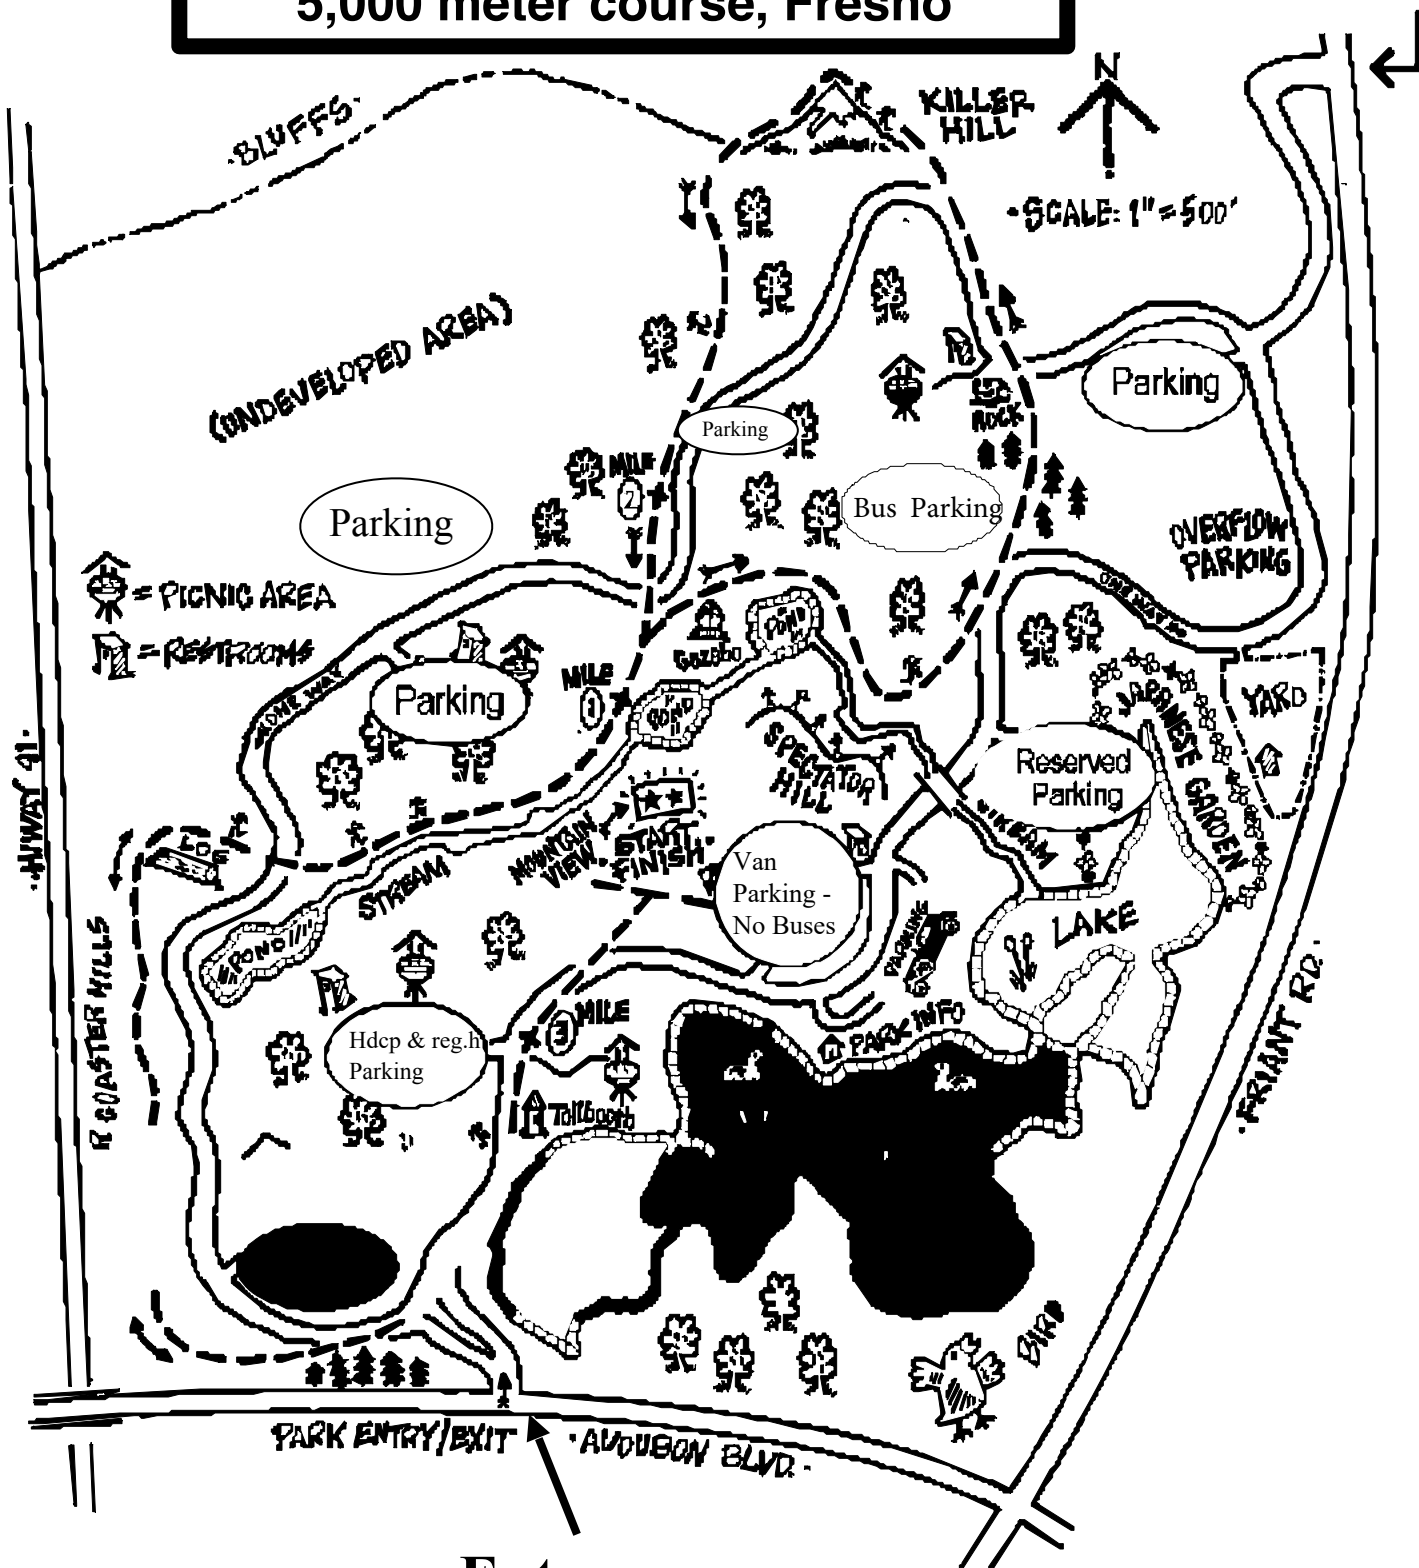 5,000 meter course, Fresno
KILLER
HILL
N
·BLUFFS·
·SCALE: 1"=500'
(UNDEVELOPED AREA)
Parking
ROCK
Parking
MILE
2
Parking
Bus Parking
OVERFLOW
PARKING
= PICNIC AREA
= RESTROOMS
ONE WAY
POND
Gazebo
MILE
1
POND
ONE WAY
Parking
JAPANESE GARDEN
YARD
SPECTATOR
HILL
Reserved
Parking
·HIWAY 41·
MOUNTAIN
VIEW
START
FINISH
Van
Parking -
No Buses
STREAM
LOG
STREAM
PARKING
LAKE
POND
R COASTER HILLS
MILE
3
PARK INFO
Hdcp & reg.h
Parking
Tollbooth
·FRIANT RD.·
BIRD
PARK ENTRY/EXIT
·AUDUBON BLVD.·